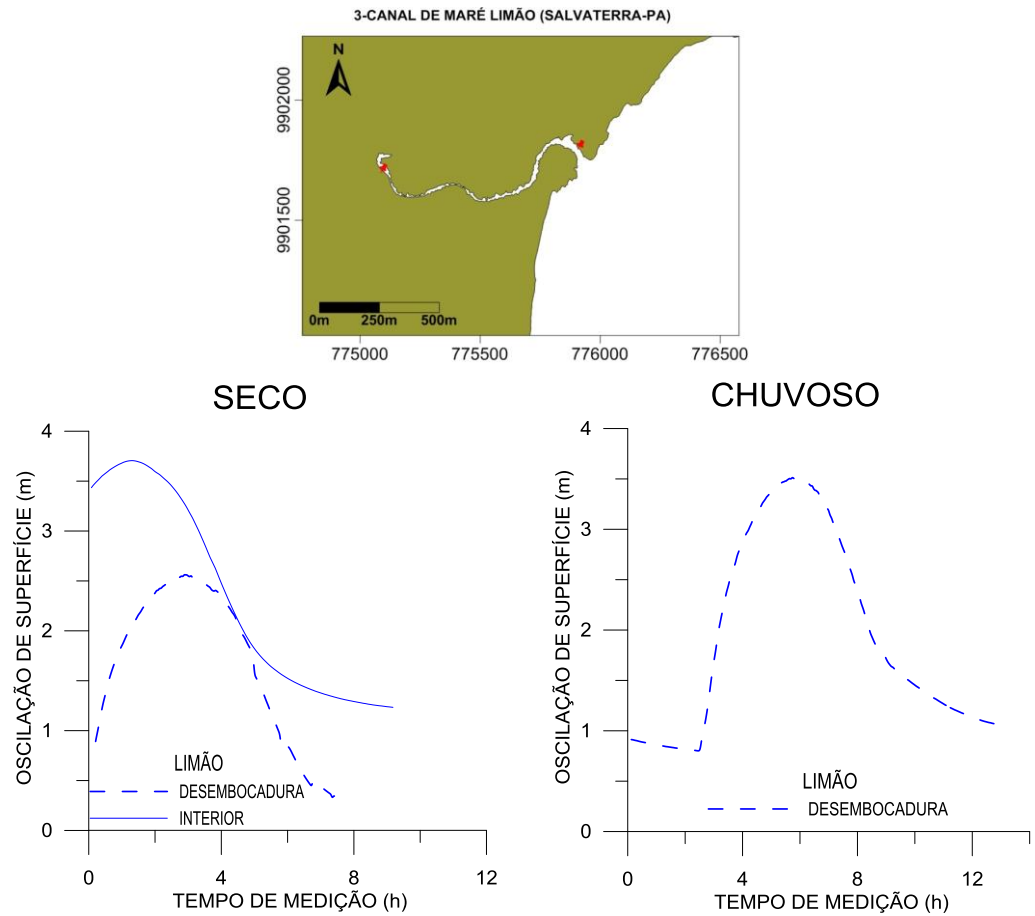 3-CANAL DE MARÉ LIMÃO (SALVATERRA-PA)
N
9902000
9901500
0m 250m 500m
775000 775500 776000 776500
SECO
OSCILAÇÃO DE SUPERFÍCIE (m)
4
3
2
1
0
LIMÃO
DESEMBOCADURA
INTERIOR
0 4 8 12
TEMPO DE MEDIÇÃO (h)
CHUVOSO
OSCILAÇÃO DE SUPERFÍCIE (m)
4
3
2
1
0
LIMÃO
DESEMBOCADURA
0 4 8 12
TEMPO DE MEDIÇÃO (h)